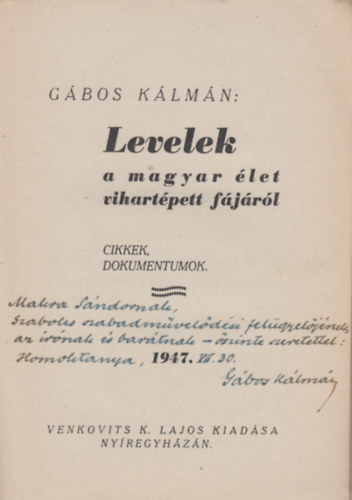 GÁBOS KÁLMÁN:
Levelek
a magyar élet
vihartépett fájáról
CIKKEK,
DOKUMENTUMOK.
Makra Sándornak,
Szabolcs szabadművelődési felügyelőjének,
az írónak és barátnak – őszinte szeretettel:
Homoktanya, 1947. VII. 30.
Gábos Kálmán
VENKOVITS K. LAJOS KIADÁSA
NYÍREGYHÁZÁN.